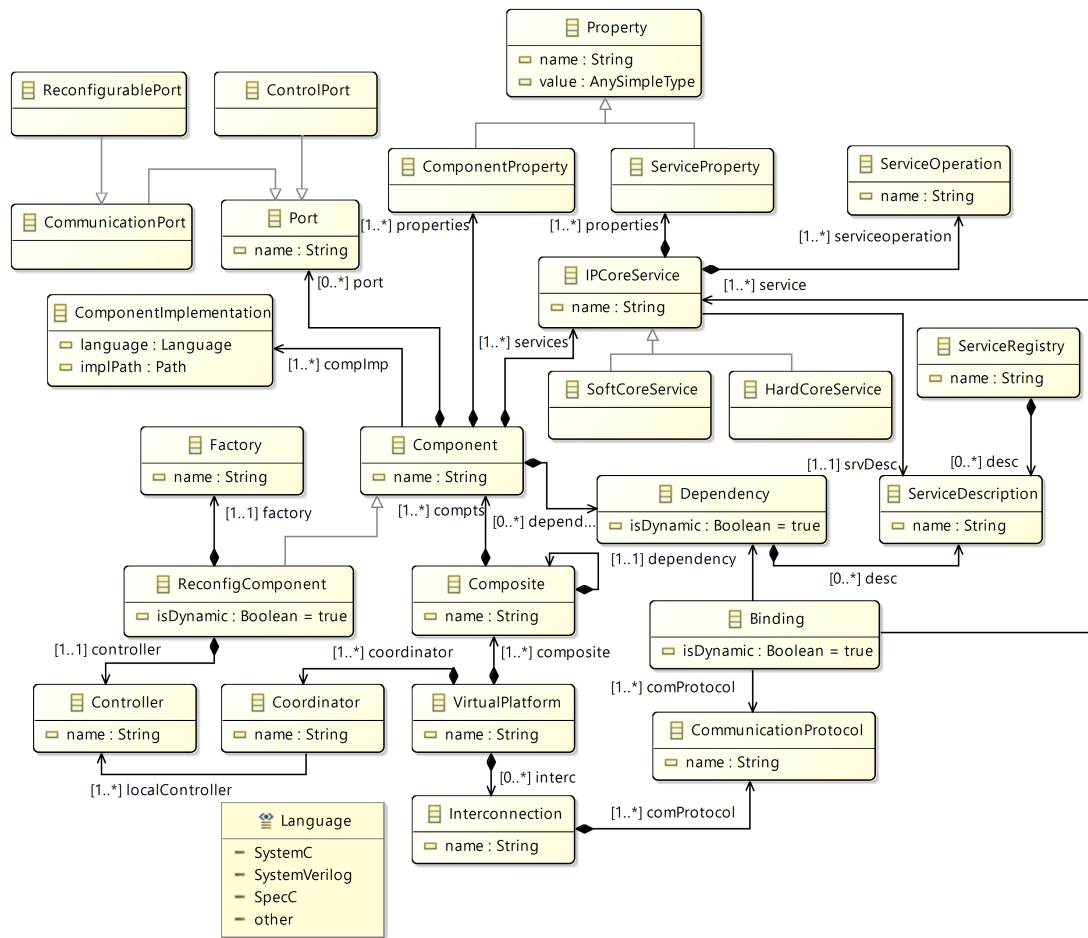 Property
name : String
value : AnySimpleType
ReconfigurablePort
ControlPort
ComponentProperty
ServiceProperty
ServiceOperation
name : String
CommunicationPort
Port
name : String
[1..*] properties
[1..*] properties
[1..*] serviceoperation
[0..*] port
IPCoreService
name : String
[1..*] service
ComponentImplementation
language : Language
implPath : Path
[1..*] compImp
[1..*] services
ServiceRegistry
name : String
SoftCoreService
HardCoreService
Factory
name : String
[1..1] factory
Component
name : String
[1..*] compts
[0..*] depend...
[1..1] srvDesc
[0..*] desc
Dependency
isDynamic : Boolean = true
ServiceDescription
name : String
[1..1] dependency
[0..*] desc
ReconfigComponent
isDynamic : Boolean = true
Composite
name : String
Binding
isDynamic : Boolean = true
[1..1] controller
[1..*] coordinator
[1..*] composite
[1..*] comProtocol
Controller
name : String
Coordinator
name : String
VirtualPlatform
name : String
CommunicationProtocol
name : String
[1..*] localController
[0..*] interc
[1..*] comProtocol
Interconnection
name : String
Language
SystemC
SystemVerilog
SpecC
other